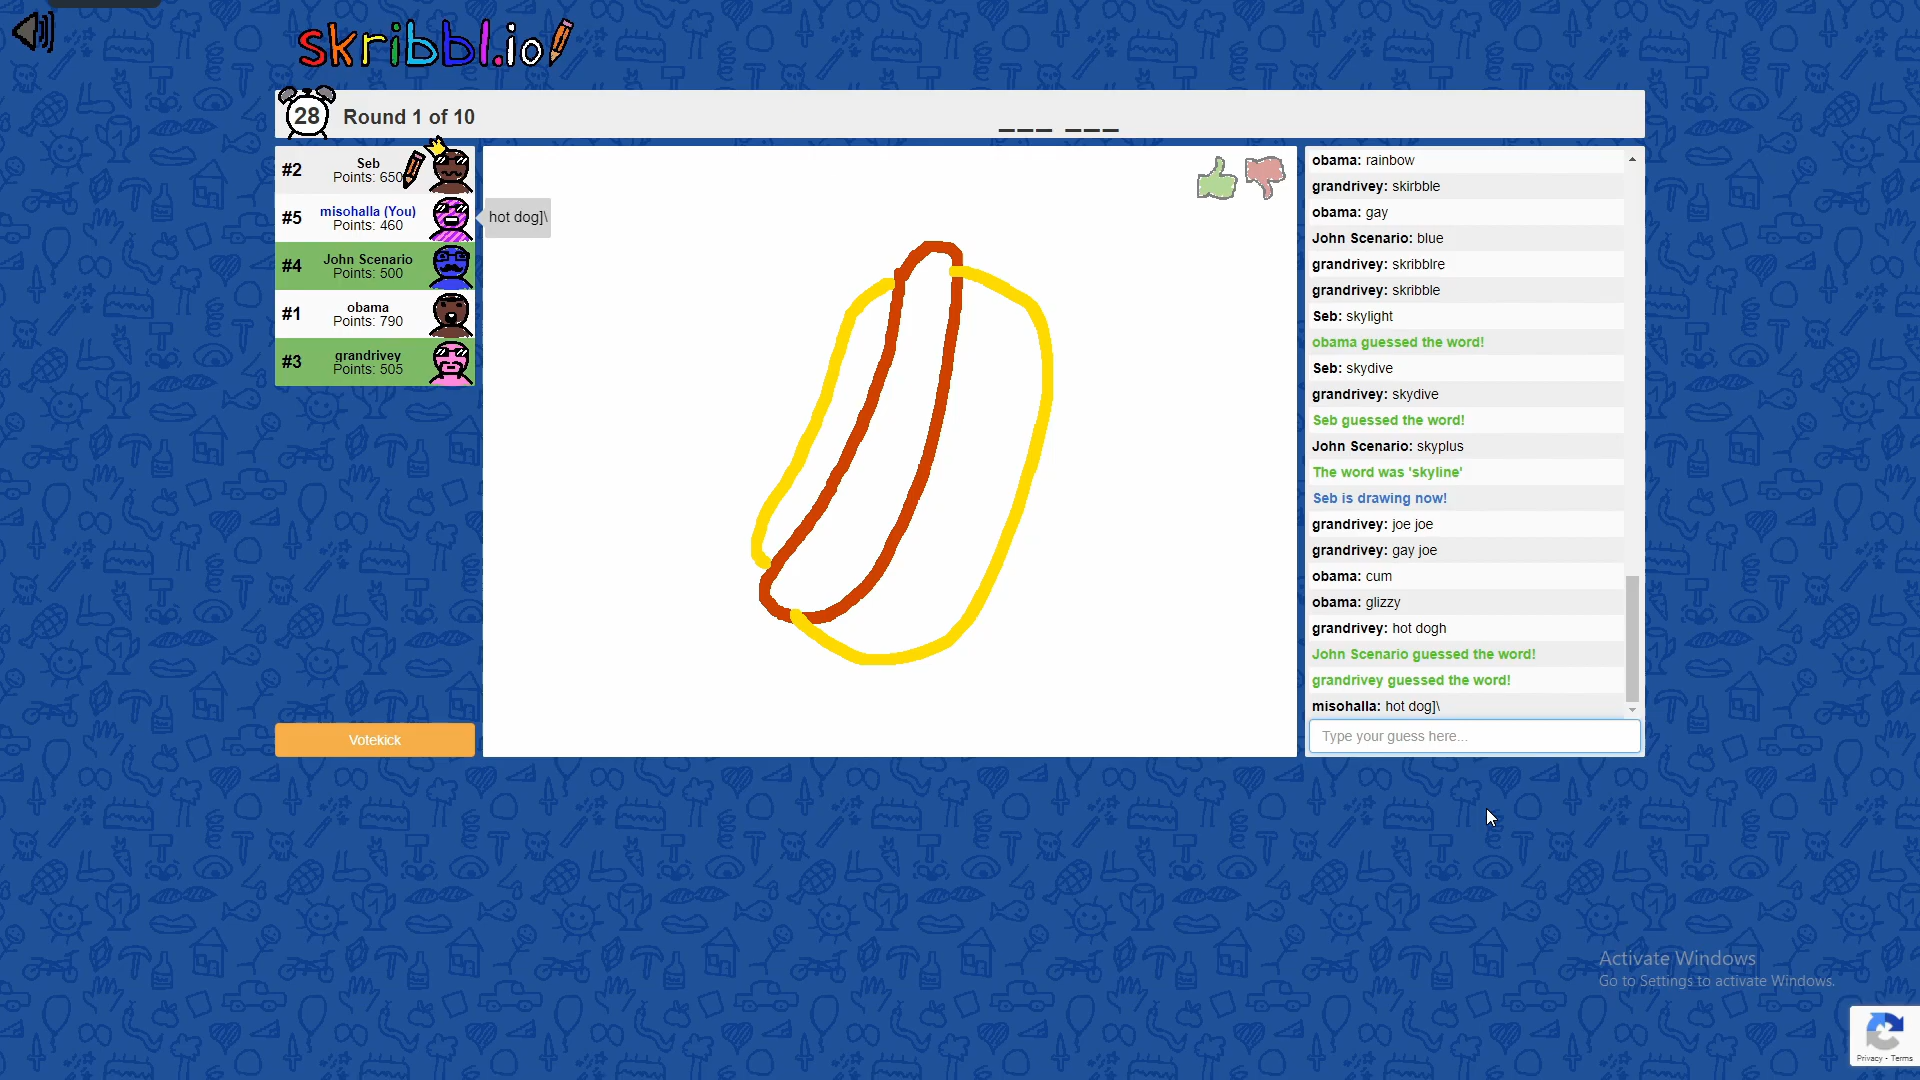 skribbl.io
28
Round 1 of 10
___ ___
#2
Seb
Points: 650
#5
misohalla (You)
Points: 460
#4
John Scenario
Points: 500
#1
obama
Points: 790
#3
grandrivey
Points: 505
Votekick
hot dog]\
obama: rainbow
grandrivey: skirbble
obama: gay
John Scenario: blue
grandrivey: skribblre
grandrivey: skribble
Seb: skylight
obama guessed the word!
Seb: skydive
grandrivey: skydive
Seb guessed the word!
John Scenario: skyplus
The word was 'skyline'
Seb is drawing now!
grandrivey: joe joe
grandrivey: gay joe
obama: cum
obama: glizzy
grandrivey: hot dogh
John Scenario guessed the word!
grandrivey guessed the word!
misohalla: hot dog]\
Type your guess here...
Activate Windows
Go to Settings to activate Windows.
Privacy - Terms